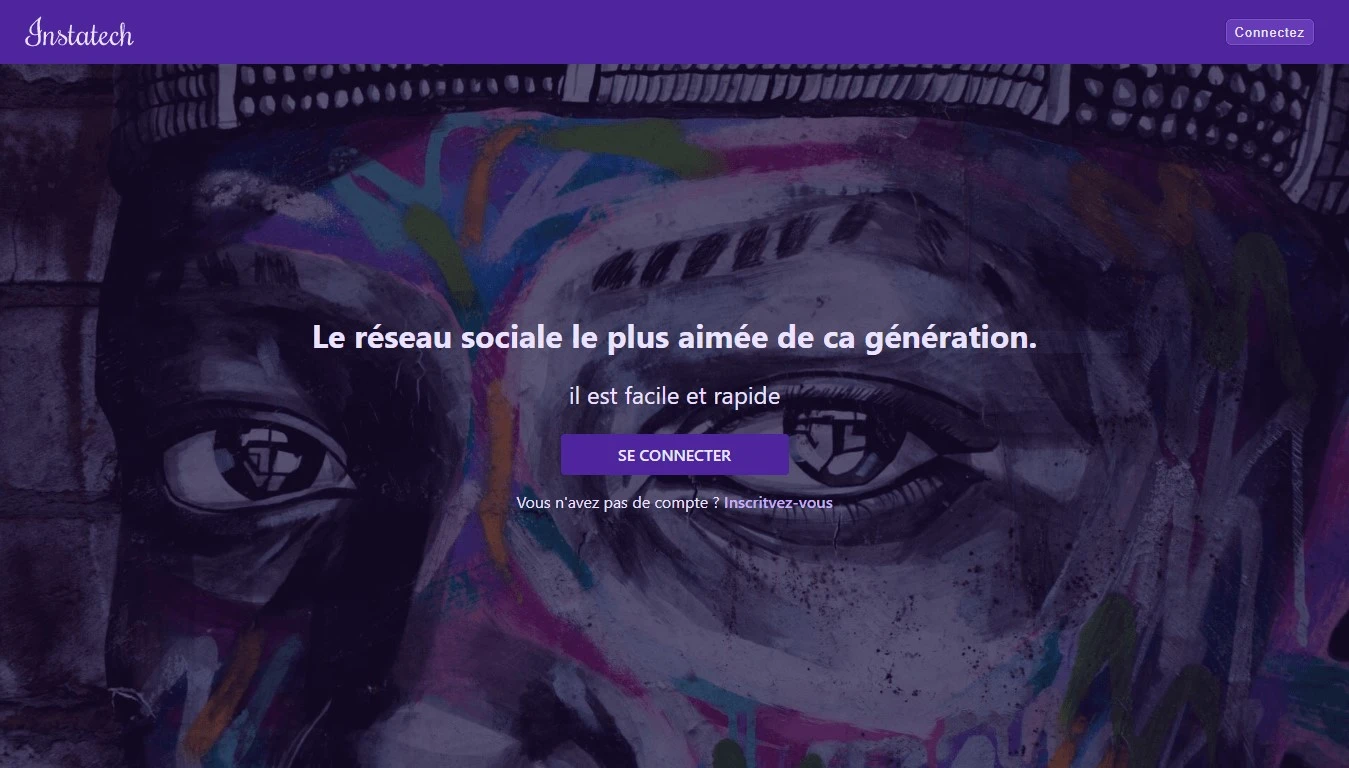 Instatech
Connectez
Le réseau sociale le plus aimée de ca génération.
il est facile et rapide
SE CONNECTER
Vous n'avez pas de compte ? Inscritvez-vous